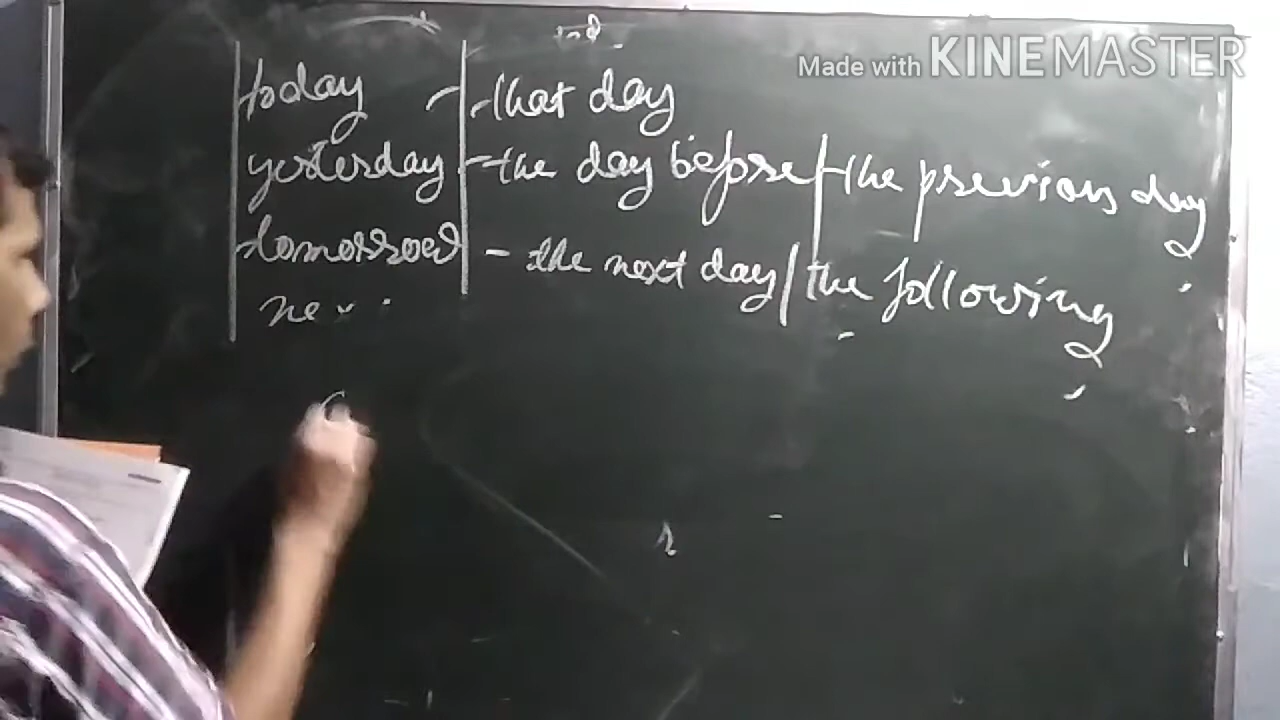 Made with KINEMASTER
today - that day
yesterday - the day before / the previous day
tomorrow - the next day / the following